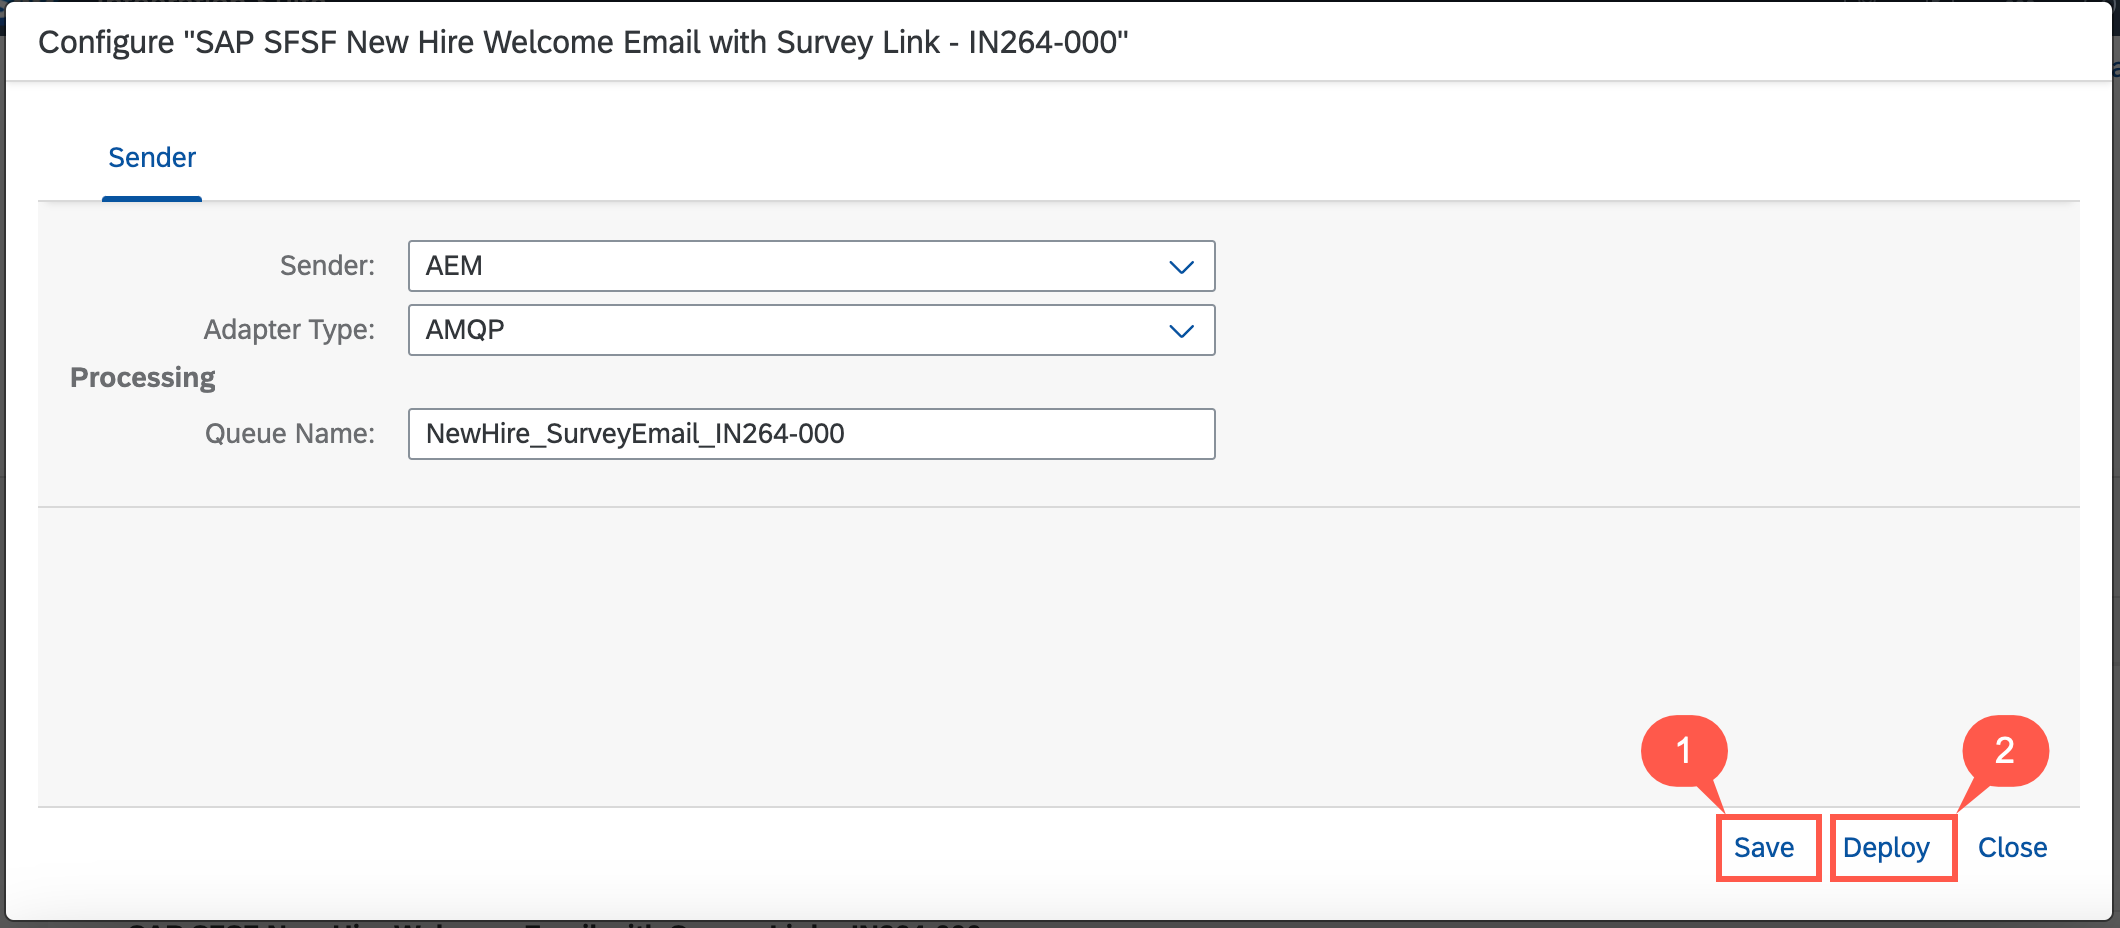 Configure "SAP SFSF New Hire Welcome Email with Survey Link - IN264-000"
Sender
Sender: AEM
Adapter Type: AMQP
Processing
Queue Name: NewHire_SurveyEmail_IN264-000
1 2
Save Deploy Close